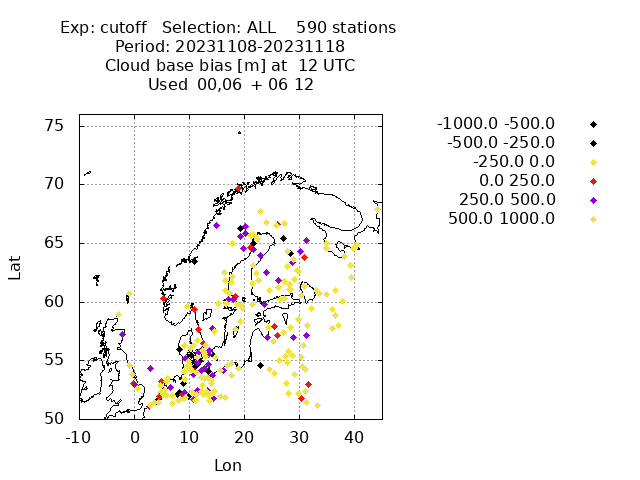 Exp: cutoff   Selection: ALL    590 stations
Period: 20231108-20231118
Cloud base bias [m] at  12 UTC
Used  00,06  + 06 12
75
70
65
60
55
50
Lat
-10 0 10 20 30 40
Lon
-1000.0 -500.0
-500.0 -250.0
-250.0 0.0
0.0 250.0
250.0 500.0
500.0 1000.0